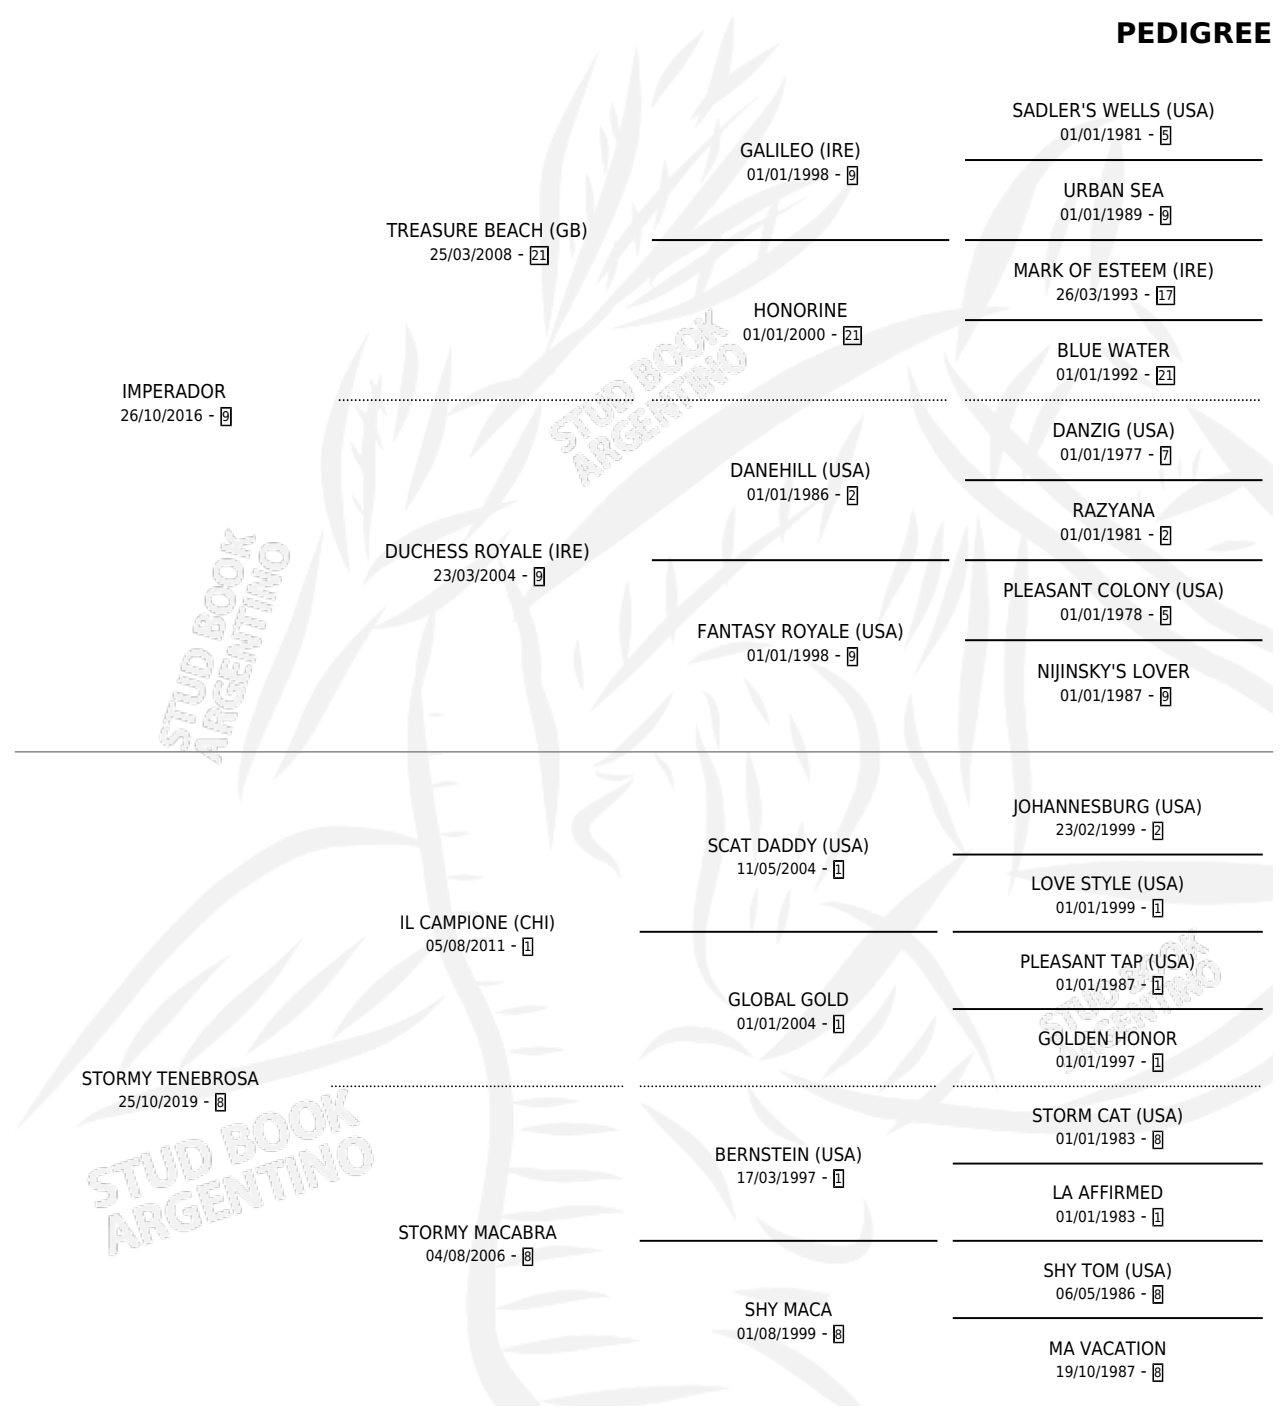 PEDIGREE
SADLER'S WELLS (USA)
01/01/1981 - 5
GALILEO (IRE)
01/01/1998 - 9
URBAN SEA
01/01/1989 - 9
TREASURE BEACH (GB)
25/03/2008 - 21
MARK OF ESTEEM (IRE)
26/03/1993 - 17
HONORINE
01/01/2000 - 21
BLUE WATER
01/01/1992 - 21
IMPERADOR
26/10/2016 - 9
DANZIG (USA)
01/01/1977 - 7
DANEHILL (USA)
01/01/1986 - 2
RAZYANA
01/01/1981 - 2
DUCHESS ROYALE (IRE)
23/03/2004 - 9
PLEASANT COLONY (USA)
01/01/1978 - 5
FANTASY ROYALE (USA)
01/01/1998 - 9
NIJINSKY'S LOVER
01/01/1987 - 9
JOHANNESBURG (USA)
23/02/1999 - 2
SCAT DADDY (USA)
11/05/2004 - 1
LOVE STYLE (USA)
01/01/1999 - 1
IL CAMPIONE (CHI)
05/08/2011 - 1
PLEASANT TAP (USA)
01/01/1987 - 1
GLOBAL GOLD
01/01/2004 - 1
GOLDEN HONOR
01/01/1997 - 1
STORMY TENEBROSA
25/10/2019 - 8
STORM CAT (USA)
01/01/1983 - 8
BERNSTEIN (USA)
17/03/1997 - 1
LA AFFIRMED
01/01/1983 - 1
STORMY MACABRA
04/08/2006 - 8
SHY TOM (USA)
06/05/1986 - 8
SHY MACA
01/08/1999 - 8
MA VACATION
19/10/1987 - 8
STUD BOOK
ARGENTINO
STUD BOOK
ARGENTINO
STUD BOOK
ARGENTINO
STUD BOOK
ARGENTINO